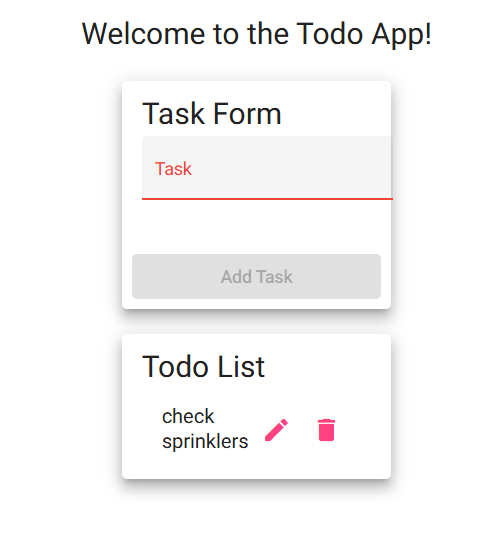 Welcome to the Todo App!
Task Form
Task
Add Task
Todo List
check
sprinklers